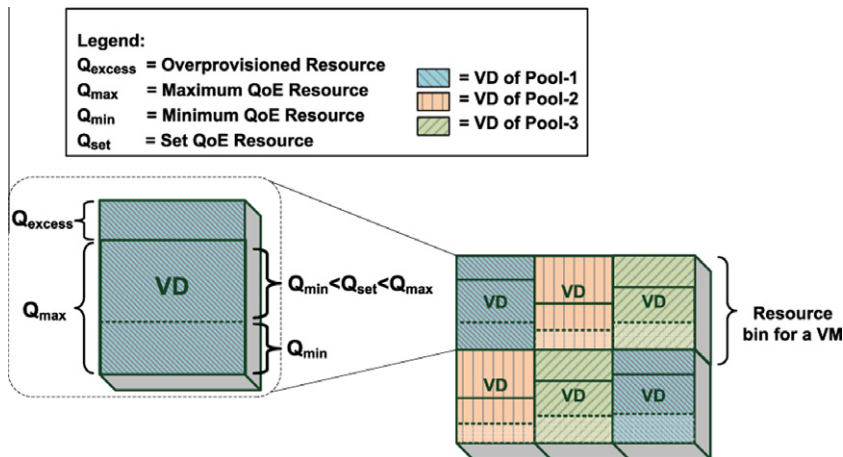 Legend:
Qexcess = Overprovisioned Resource
Qmax = Maximum QoE Resource
Qmin = Minimum QoE Resource
Qset = Set QoE Resource
= VD of Pool-1
= VD of Pool-2
= VD of Pool-3
Qexcess
VD
Qmax
Qmin<Qset<Qmax
Qmin
VD
VD
VD
Resource
bin for a VM
VD
VD
VD